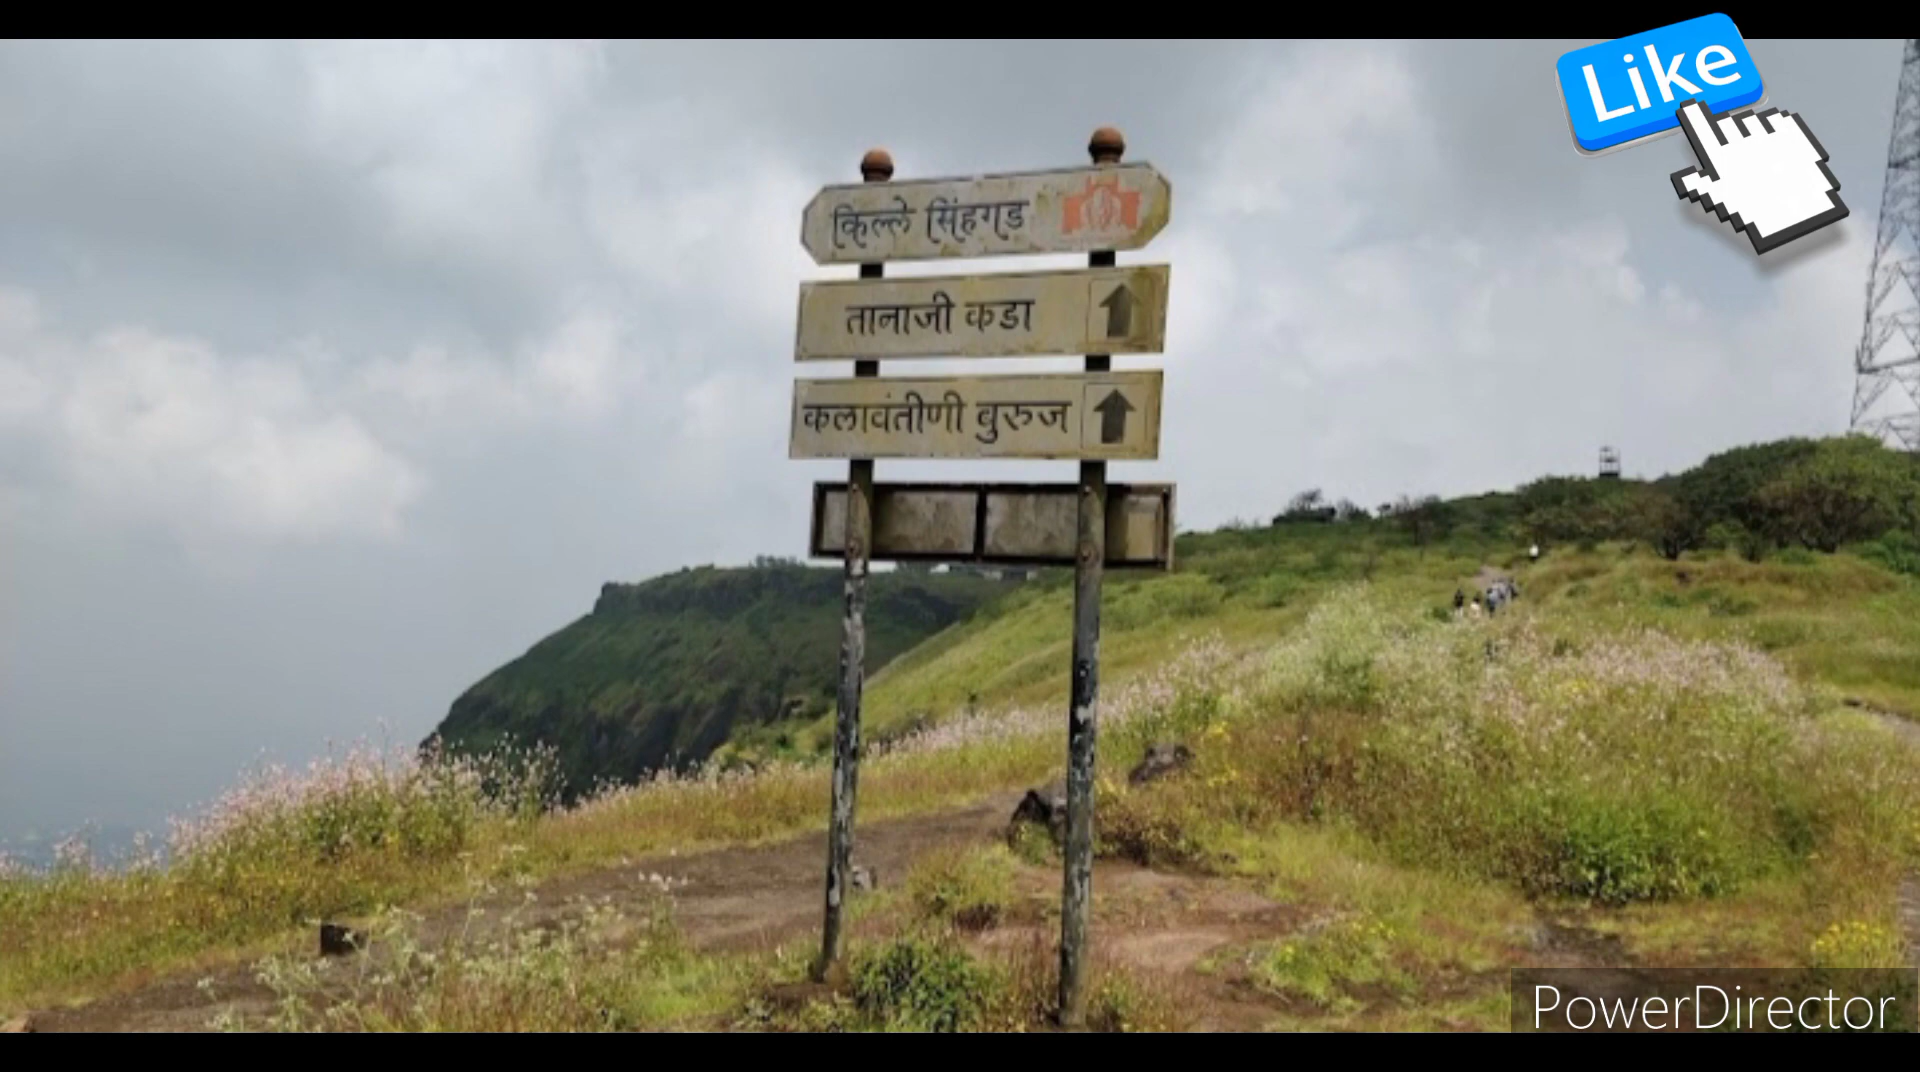 Like
किल्ले सिंहगड
तानाजी कडा
कलावंतीणी बुरुज
PowerDirector